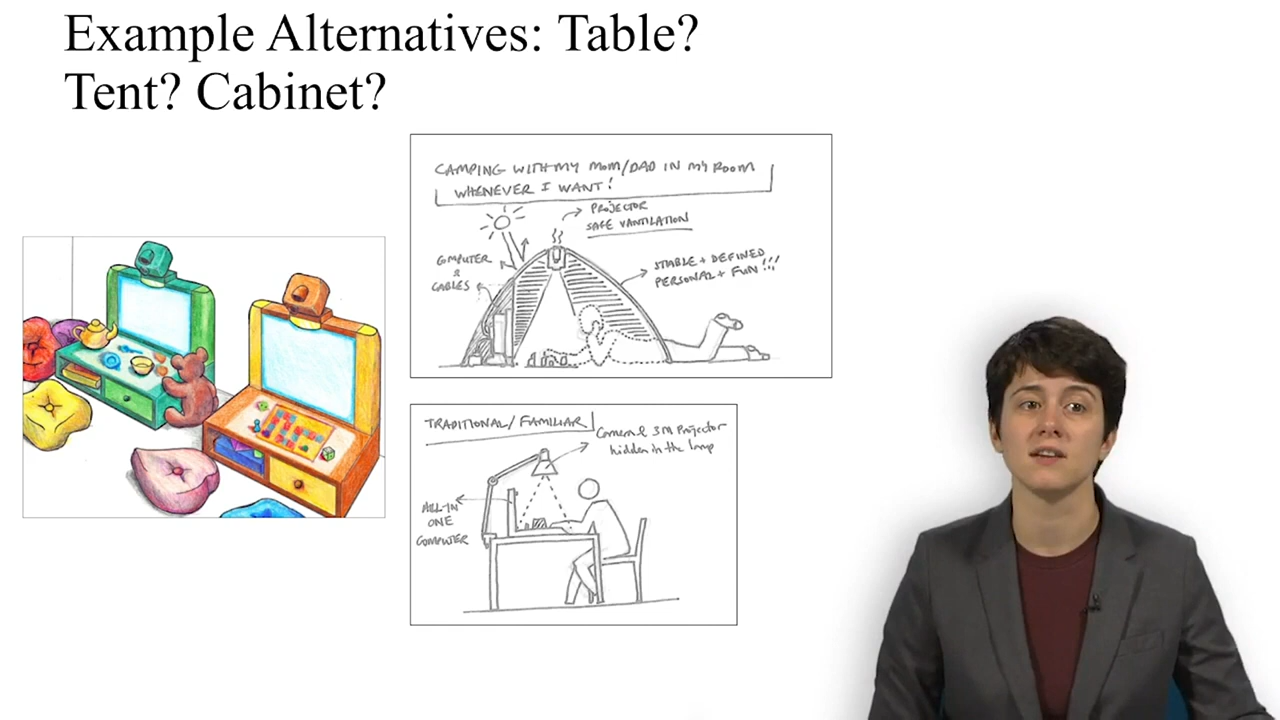 Example Alternatives: Table?
Tent? Cabinet?
CAMPING WITH MY MOM/DAD IN MY ROOM
WHENEVER I WANT!
PROJECTOR
SAFE VANTILATION
COMPUTER
&
CABLES
STABLE + DEFINED
PERSONAL + FUN!!!
TRADITIONAL/FAMILIAR
Camera & 3M Projector
hidden in the lamp
ALL-IN
ONE
COMPUTER